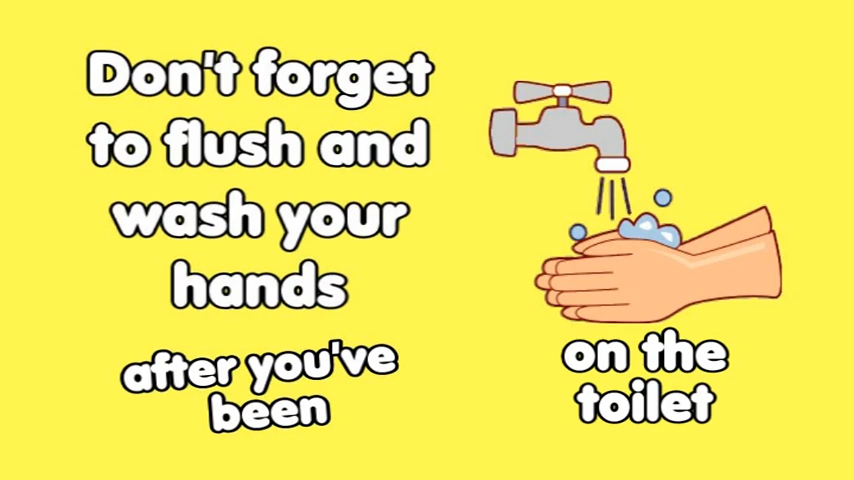 Don't forget
to flush and
wash your
hands
after you've
been
on the
toilet